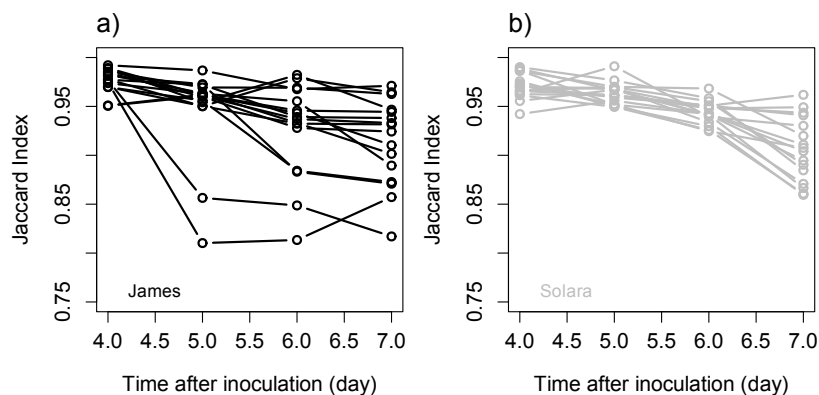 a)
Jaccard Index
0.95
0.85
0.75
James
4.0 4.5 5.0 5.5 6.0 6.5 7.0
Time after inoculation (day)
b)
Jaccard Index
0.95
0.85
0.75
Solara
4.0 4.5 5.0 5.5 6.0 6.5 7.0
Time after inoculation (day)